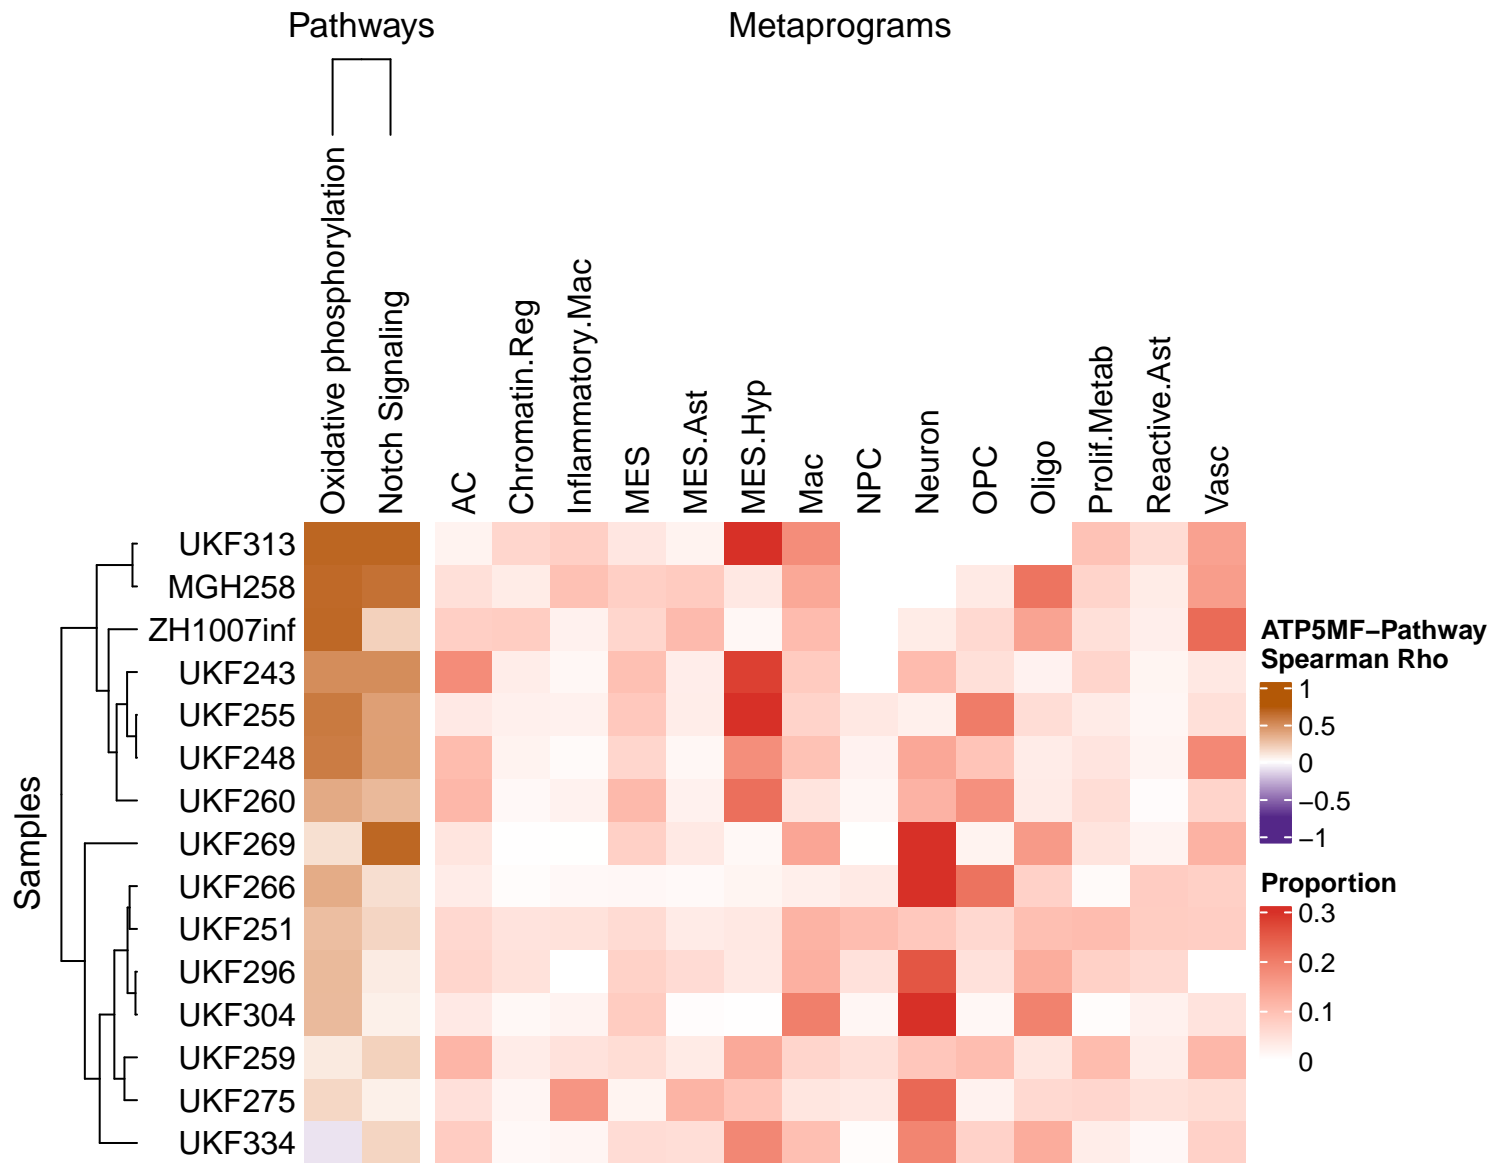 Pathways
Metaprograms
Oxidative phosphorylation
Notch Signaling
AC
Chromatin.Reg
Inflammatory.Mac
MES
MES.Ast
MES.Hyp
Mac
NPC
Neuron
OPC
Oligo
Prolif.Metab
Reactive.Ast
Vasc
Samples
UKF313
MGH258
ZH1007inf
UKF243
UKF255
UKF248
UKF260
UKF269
UKF266
UKF251
UKF296
UKF304
UKF259
UKF275
UKF334
ATP5MF−Pathway
Spearman Rho
1
0.5
0
−0.5
−1
Proportion
0.3
0.2
0.1
0